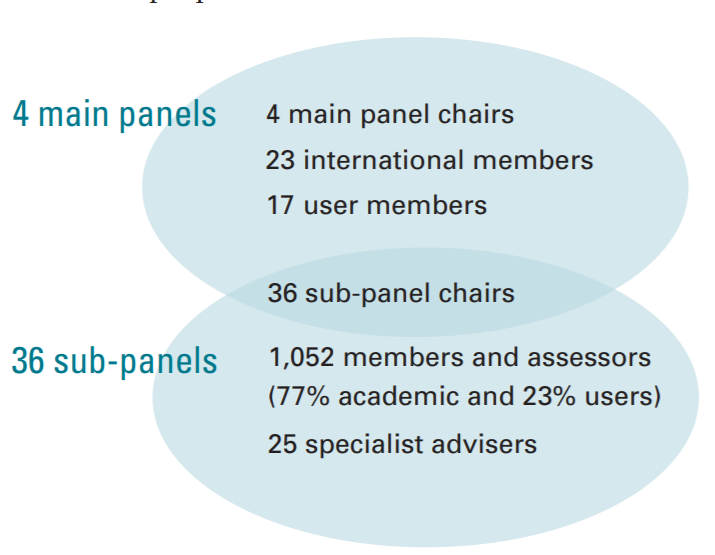 4 main panels
4 main panel chairs
23 international members
17 user members
36 sub-panel chairs
36 sub-panels
1,052 members and assessors
(77% academic and 23% users)
25 specialist advisers